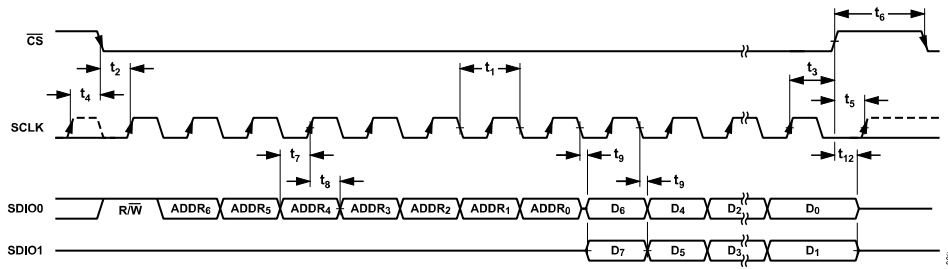 t6
CS
t2
t1
t3
t4
t5
SCLK
t7
t9
t12
t8
t9
SDIO0
R/W
ADDR6
ADDR5
ADDR4
ADDR3
ADDR2
ADDR1
ADDR0
D6
D4
D2
D0
SDIO1
D7
D5
D3
D1